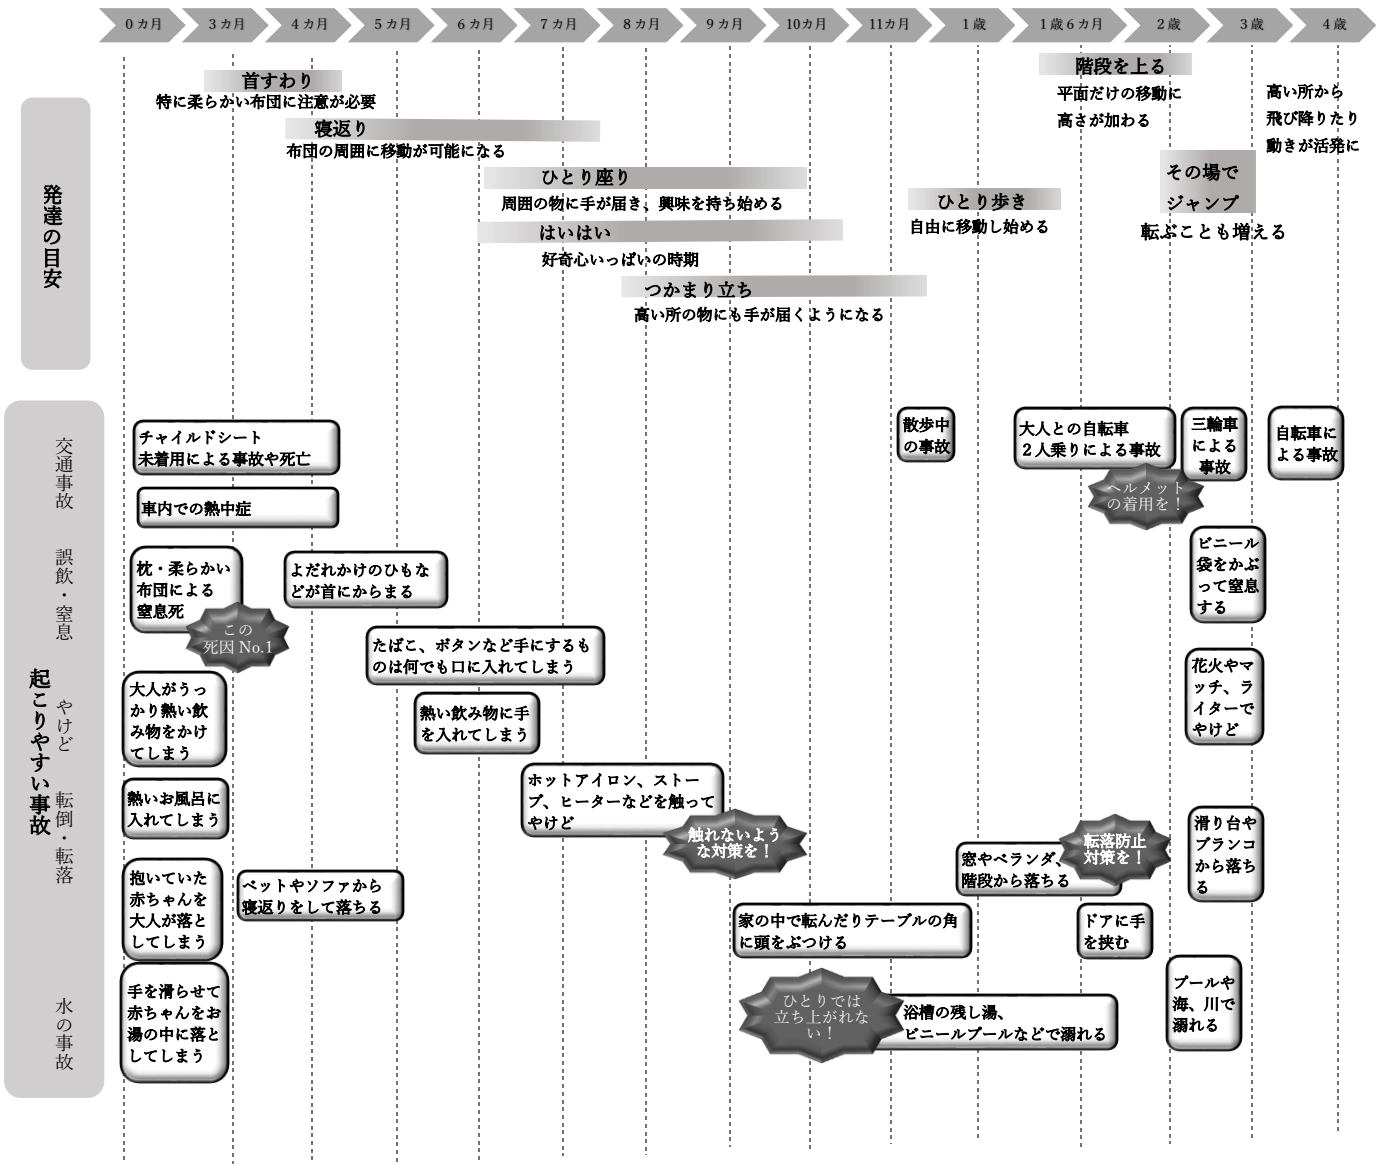 0カ月
3カ月
4カ月
5カ月
6カ月
7カ月
8カ月
9カ月
10カ月
11カ月
1歳
1歳6カ月
2歳
3歳
4歳
発達の目安
首すわり
特に柔らかい布団に注意が必要
寝返り
布団の周囲に移動が可能になる
ひとり座り
周囲の物に手が届き、興味を持ち始める
はいはい
好奇心いっぱいの時期
つかまり立ち
高い所の物にも手が届くようになる
ひとり歩き
自由に移動し始める
階段を上る
平面だけの移動に
高さが加わる
その場で
ジャンプ
転ぶことも増える
高い所から
飛び降りたり
動きが活発に
起こりやすい事故
交通事故
チャイルドシート
未着用による事故や死亡
車内での熱中症
散歩中
の事故
大人との自転車
2人乗りによる事故
ヘルメット
の着用を!
三輪車
による
事故
自転車に
よる事故
誤飲・窒息
枕・柔らかい
布団による
窒息死
この
死因 No.1
よだれかけのひもな
どが首にからまる
たばこ、ボタンなど手にするも
のは何でも口に入れてしまう
ビニール
袋をかぶ
って窒息
する
やけど
大人がうっ
かり熱い飲
み物をかけ
てしまう
熱いお風呂に
入れてしまう
熱い飲み物に手
を入れてしまう
ホットアイロン、ストー
ブ、ヒーターなどを触って
やけど
触れないよう
な対策を!
花火やマ
ッチ、ラ
イターで
やけど
転倒・転落
抱いていた
赤ちゃんを
大人が落と
してしまう
ベットやソファから
寝返りをして落ちる
家の中で転んだりテーブルの角
に頭をぶつける
窓やベランダ、
階段から落ちる
転落防止
対策を!
ドアに手
を挟む
滑り台や
ブランコ
から落ち
る
水の事故
手を滑らせて
赤ちゃんをお
湯の中に落と
してしまう
ひとりでは
立ち上がれな
い!
浴槽の残し湯、
ビニールプールなどで溺れる
プールや
海、川で
溺れる